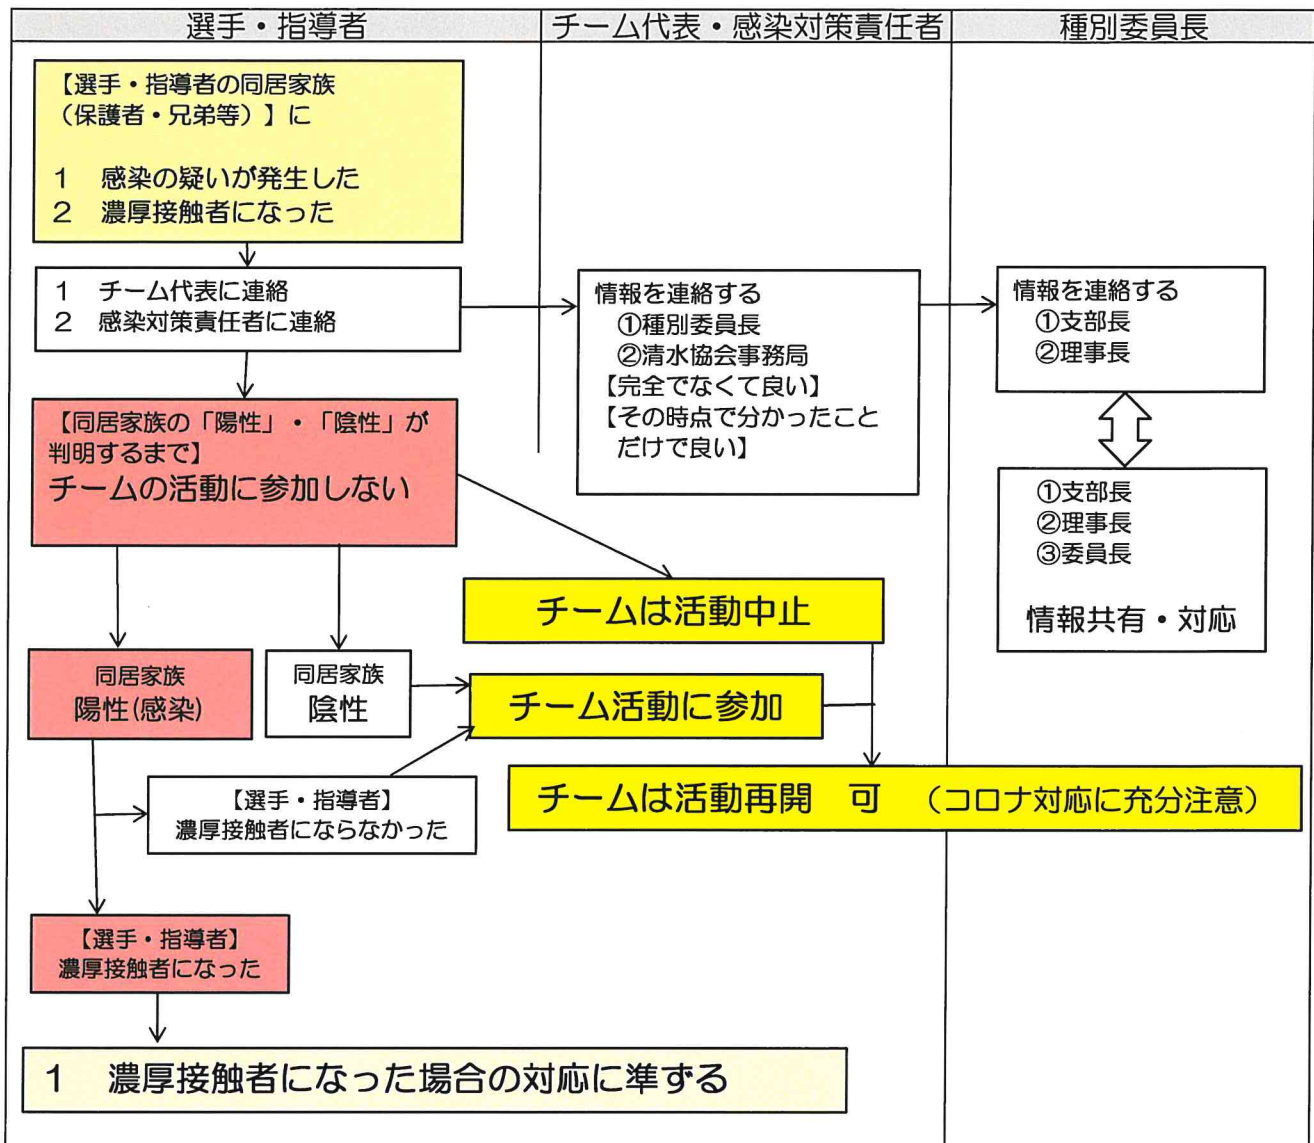 選手・指導者
チーム代表・感染対策責任者
種別委員長
【選手・指導者の同居家族
（保護者・兄弟等）】に
1　感染の疑いが発生した
2　濃厚接触者になった
1　チーム代表に連絡
2　感染対策責任者に連絡
情報を連絡する
①種別委員長
②清水協会事務局
【完全でなくて良い】
【その時点で分かったこと
だけで良い】
情報を連絡する
①支部長
②理事長
①支部長
②理事長
③委員長
情報共有・対応
【同居家族の「陽性」・「陰性」が
判明するまで】
チームの活動に参加しない
チームは活動中止
同居家族
陽性(感染)
同居家族
陰性
チーム活動に参加
チームは活動再開　可　（コロナ対応に充分注意）
【選手・指導者】
濃厚接触者にならなかった
【選手・指導者】
濃厚接触者になった
1　濃厚接触者になった場合の対応に準ずる